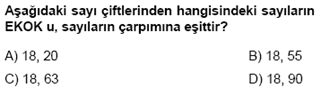 Aşağıdaki sayı çiftlerinden hangisindeki sayıların
EKOK u, sayıların çarpımına eşittir?
A) 18, 20 B) 18, 55
C) 18, 63 D) 18, 90